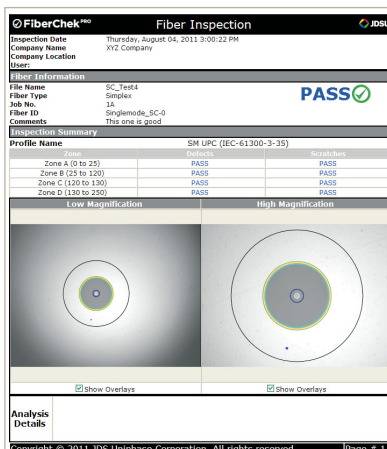 FiberChek PRO Fiber Inspection JDSU
Inspection Date Thursday, August 04, 2011 3:00:22 PM
Company Name XYZ Company
Company Location
User:
Fiber Information
File Name SC_Test4
Fiber Type Simplex
Job No. 1A
Fiber ID Singlemode_SC-0
Comments This one is good
PASS
Inspection Summary
Profile Name SM UPC (IEC-61300-3-35)
Zone Defects Scratches
Zone A (0 to 25) PASS PASS
Zone B (25 to 120) PASS PASS
Zone C (120 to 130) PASS PASS
Zone D (130 to 250) PASS PASS
Low Magnification High Magnification
Show Overlays Show Overlays
Analysis
Details
Copyright © 2011 JDS Uniphase Corporation. All rights reserved. Page # 1